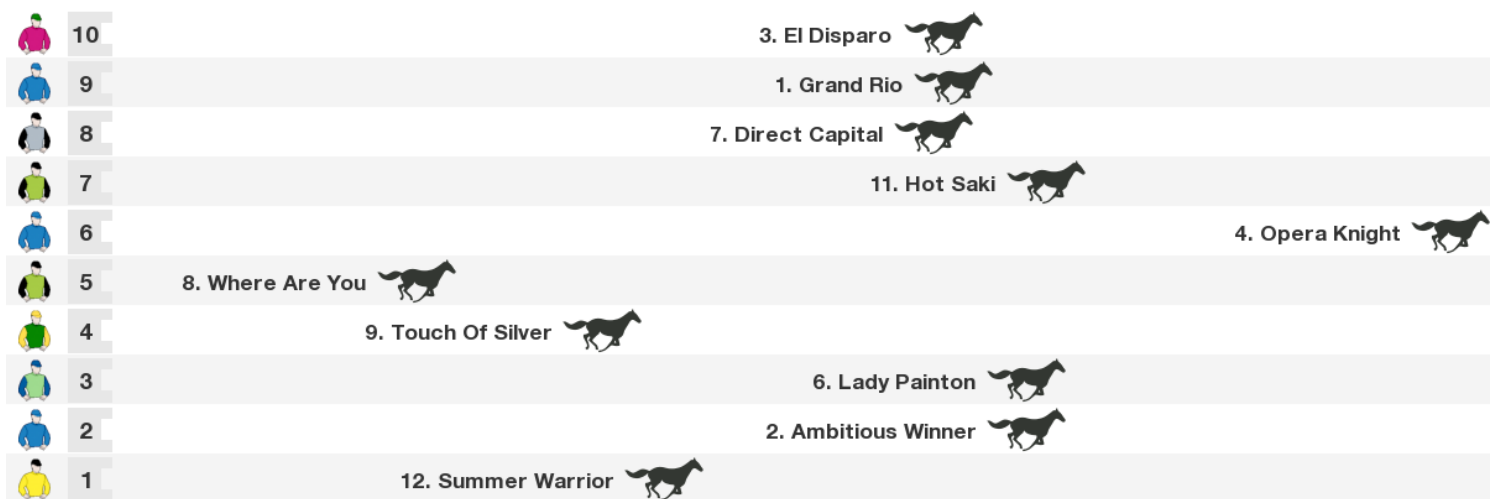 10 3. El Disparo
9 1. Grand Rio
8 7. Direct Capital
7 11. Hot Saki
6 4. Opera Knight
5 8. Where Are You
4 9. Touch Of Silver
3 6. Lady Painton
2 2. Ambitious Winner
1 12. Summer Warrior